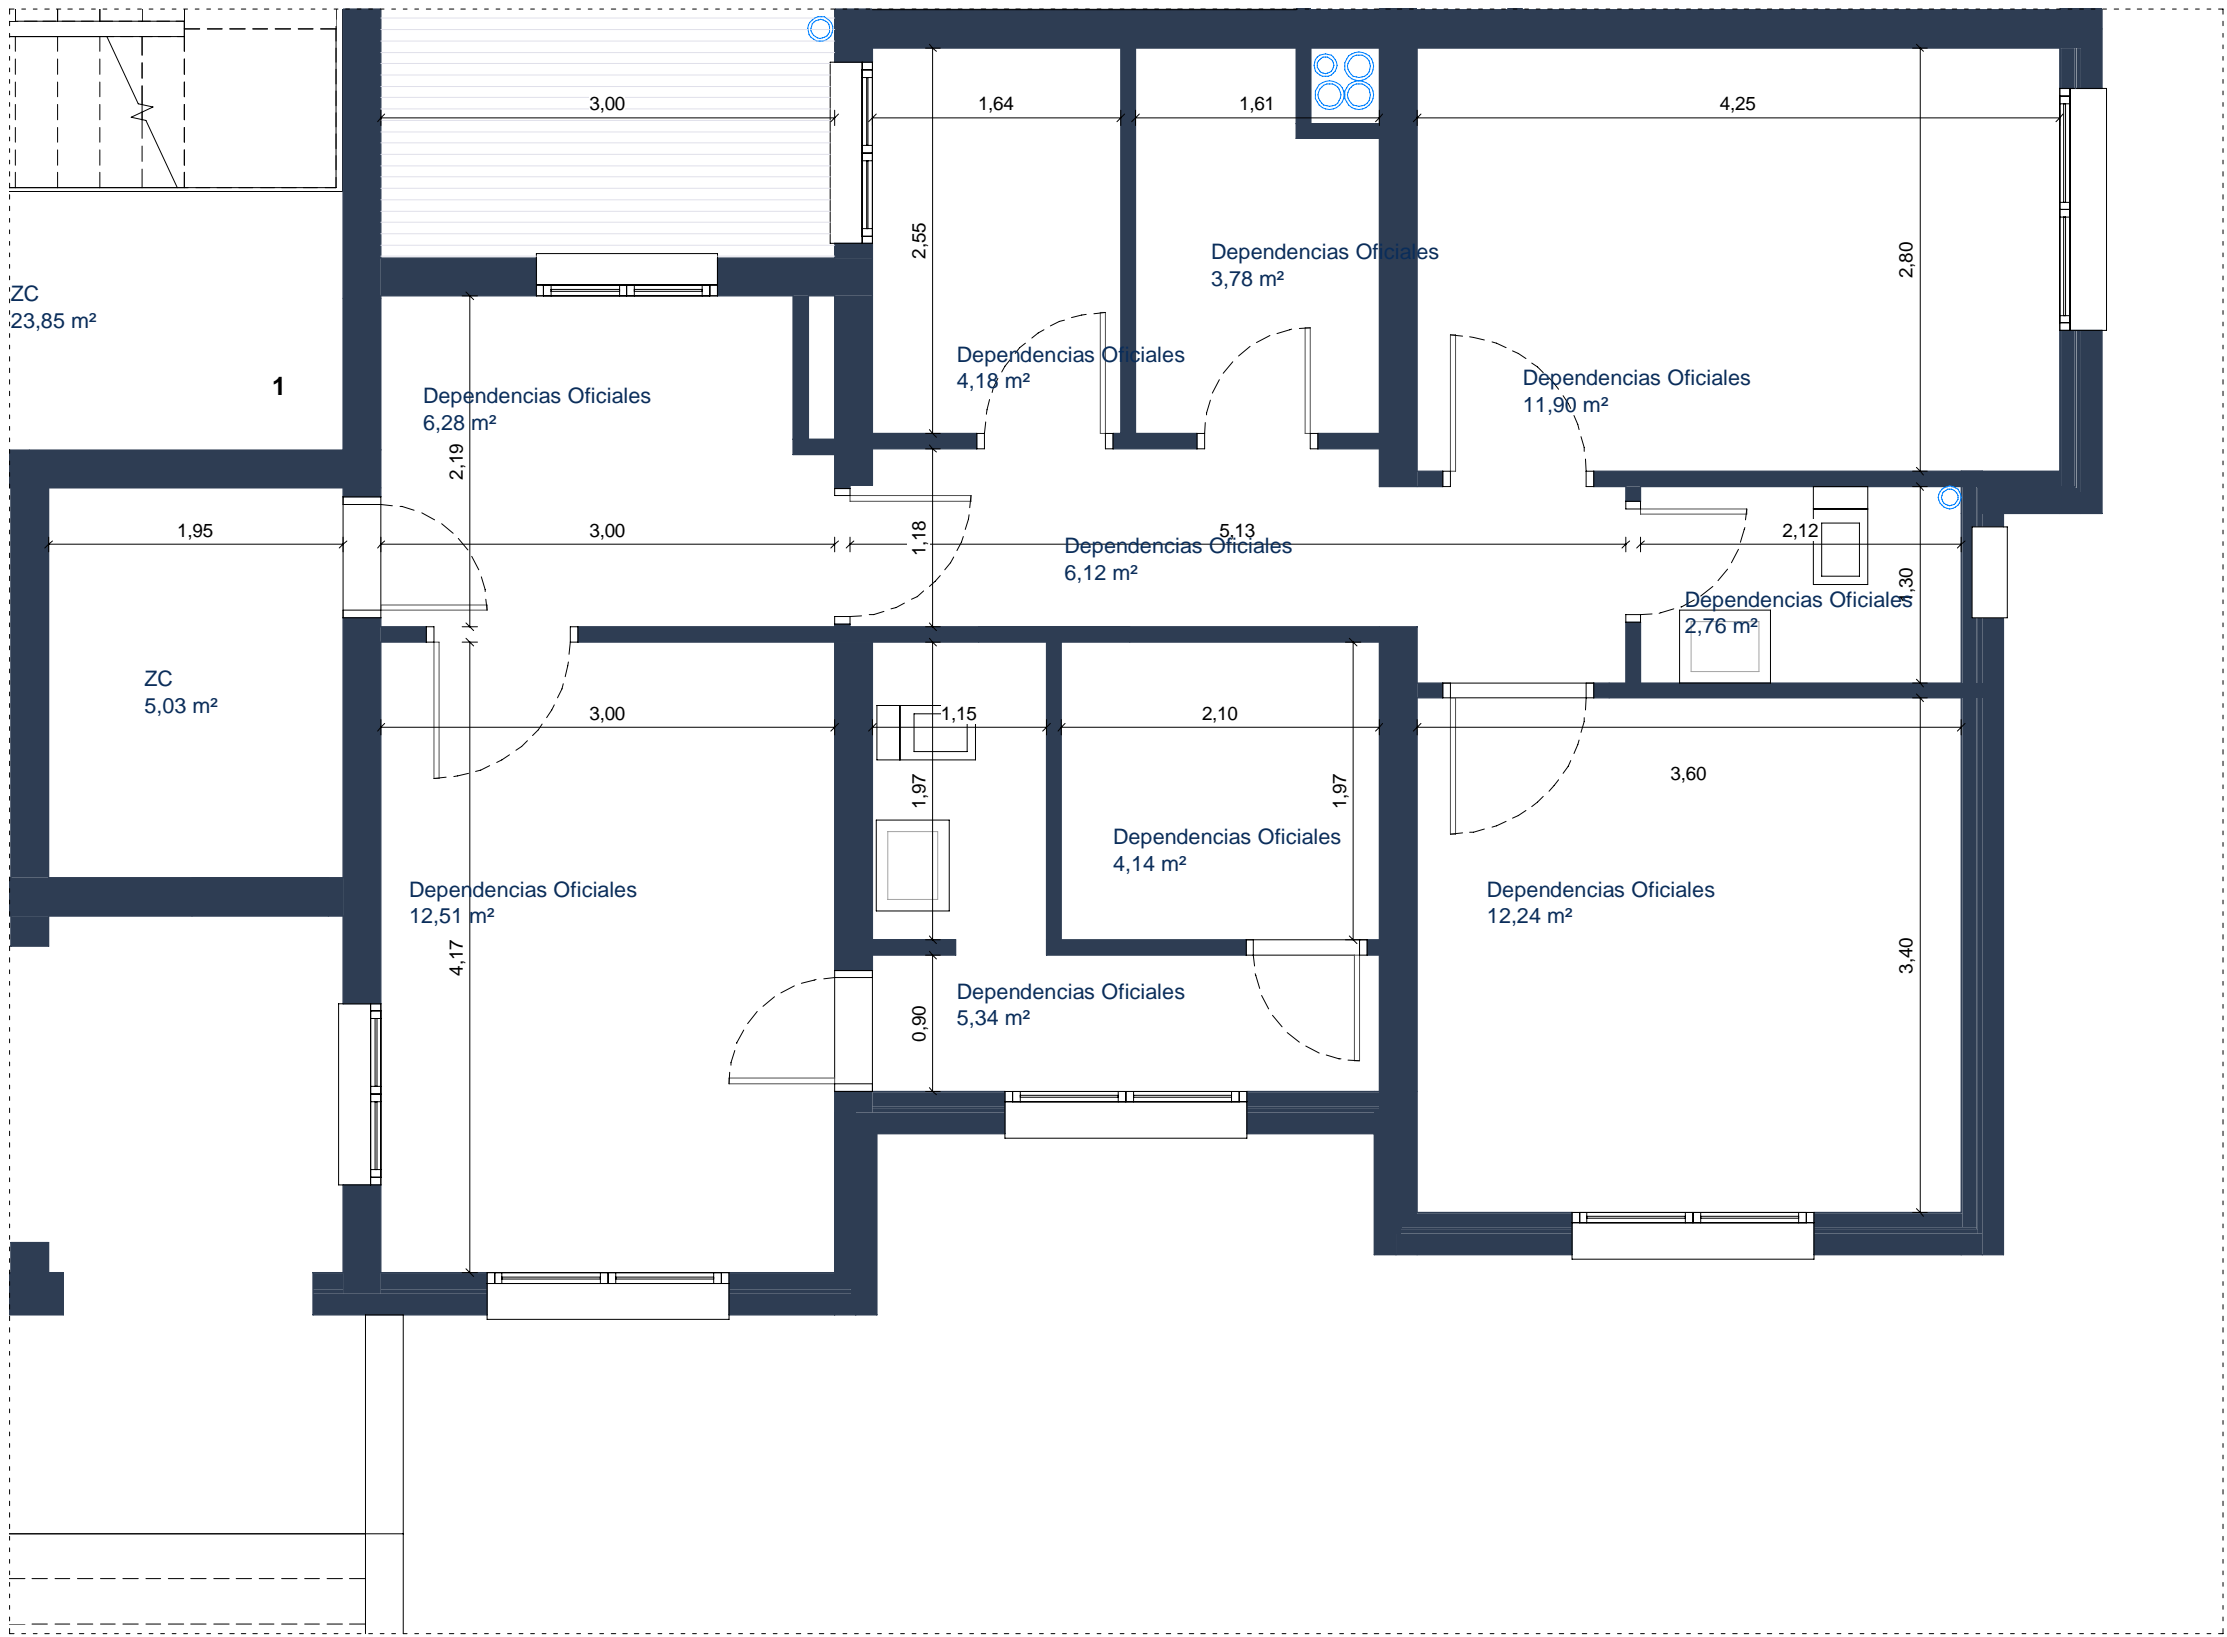 3,00
1,64
1,61
4,25
2,55
2,80
Dependencias Oficiales
3,78 m²
ZC
23,85 m²
1
Dependencias Oficiales
4,18 m²
Dependencias Oficiales
11,90 m²
Dependencias Oficiales
6,28 m²
2,19
1,95
3,00
1,18
5,13
2,12
Dependencias Oficiales
6,12 m²
1,30
Dependencias Oficiales
2,76 m²
ZC
5,03 m²
3,00
1,15
2,10
3,60
1,97
1,97
Dependencias Oficiales
4,14 m²
Dependencias Oficiales
12,51 m²
Dependencias Oficiales
12,24 m²
4,17
3,40
Dependencias Oficiales
5,34 m²
0,90